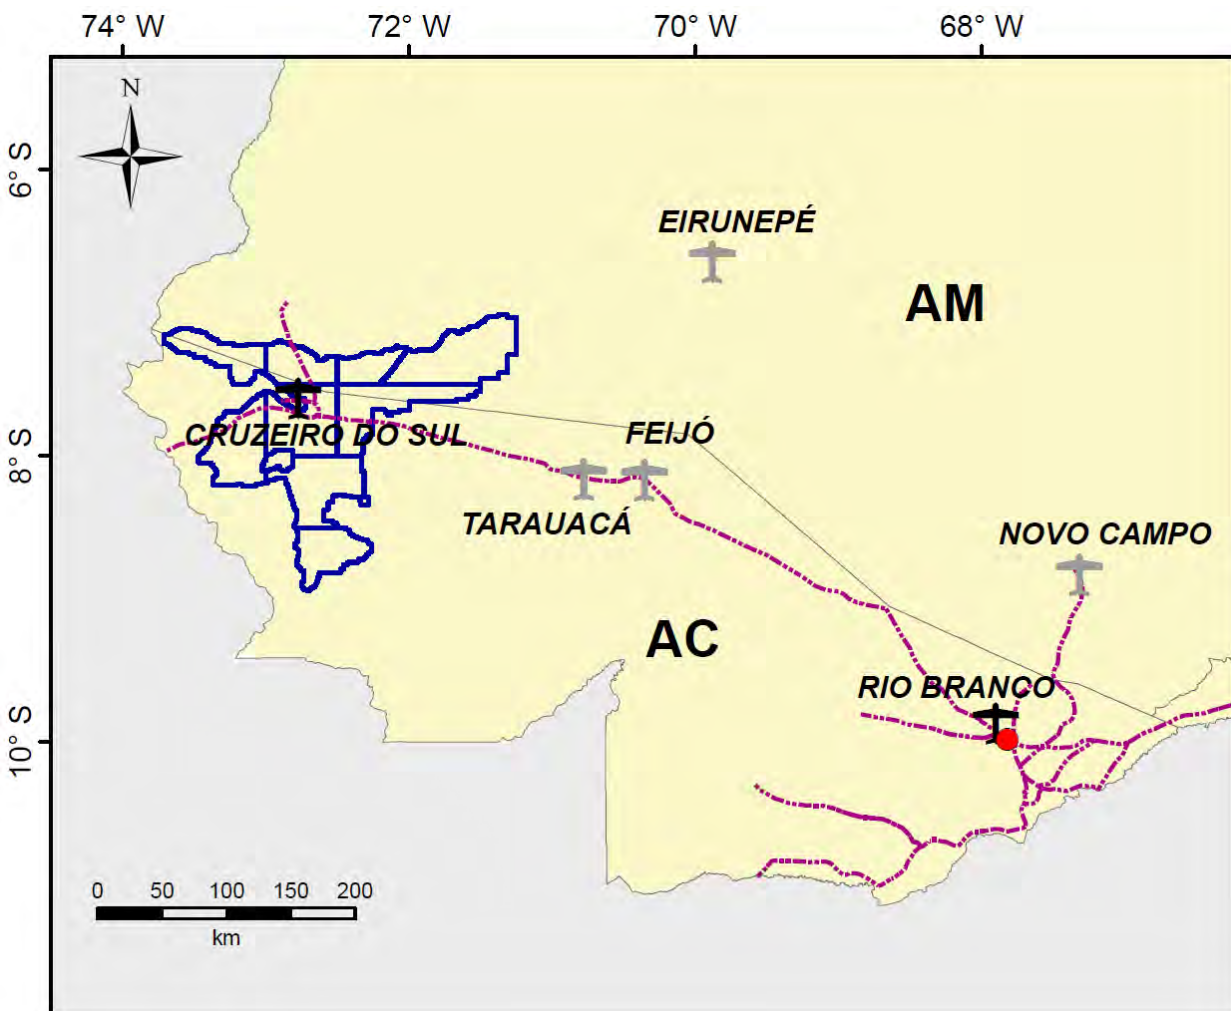 74° W 72° W 70° W 68° W
N
6° S
EIRUNEPÉ
AM
CRUZEIRO DO SUL
FEIJÓ
8° S
TARAUACÁ
NOVO CAMPO
AC
RIO BRANCO
10° S
0 50 100 150 200
km